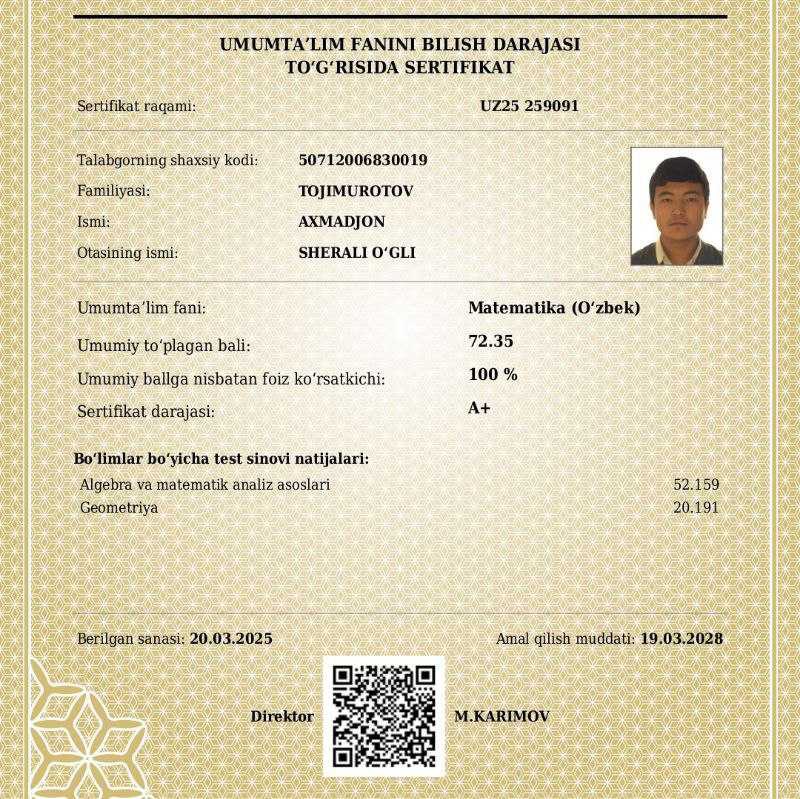 UMUMTA’LIM FANINI BILISH DARAJASI
TO‘G‘RISIDA SERTIFIKAT
Sertifikat raqami: UZ25 259091
Talabgorning shaxsiy kodi: 50712006830019
Familiyasi: TOJIMUROTOV
Ismi: AXMADJON
Otasining ismi: SHERALI O‘GLI
Umumta’lim fani: Matematika (O‘zbek)
Umumiy to‘plagan bali: 72.35
Umumiy ballga nisbatan foiz ko‘rsatkichi: 100 %
Sertifikat darajasi: A+
Bo‘limlar bo‘yicha test sinovi natijalari:
Algebra va matematik analiz asoslari 52.159
Geometriya 20.191
Berilgan sanasi: 20.03.2025 Amal qilish muddati: 19.03.2028
Direktor M.KARIMOV